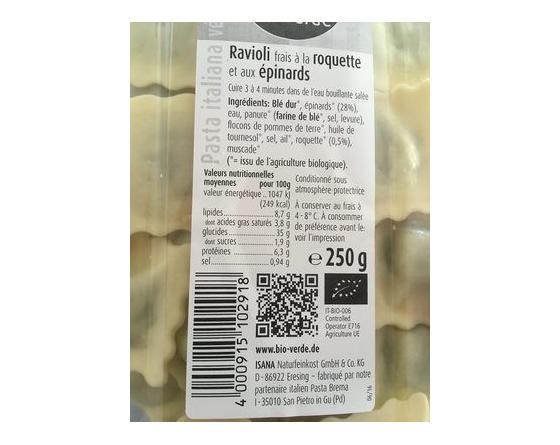 Pasta italiana
Ravioli frais à la roquette
et aux épinards
Cuire 3 à 4 minutes dans de l'eau bouillante salée
Ingrédients: Blé dur*, épinards* (28%),
eau, panure* (farine de blé*, sel, levure),
flocons de pommes de terre*, huile de
tournesol*, sel, ail*, roquette* (0,5%),
muscade*
(*= issu de l'agriculture biologique).
Valeurs nutritionnelles
moyennes pour 100g
valeur énergétique .. 1047 kJ
(249 kcal)
lipides 8,7 g
dont acides gras saturés 3,8 g
glucides 35 g
dont sucres 1,9 g
protéines 6,3 g
sel 0,94 g
Conditionné sous
atmosphère protectrice
À conserver au frais à
4 - 8° C. À consommer
de préférence avant le:
voir l'impression
e 250 g
IT-BIO-006
Controlled
Operator E716
Agriculture UE
4 000915 102918
www.bio-verde.de
ISANA Naturfeinkost GmbH & Co. KG
D - 86922 Eresing – fabriqué par notre
partenaire italien Pasta Brema
I - 35010 San Pietro in Gu (Pd)
06/16